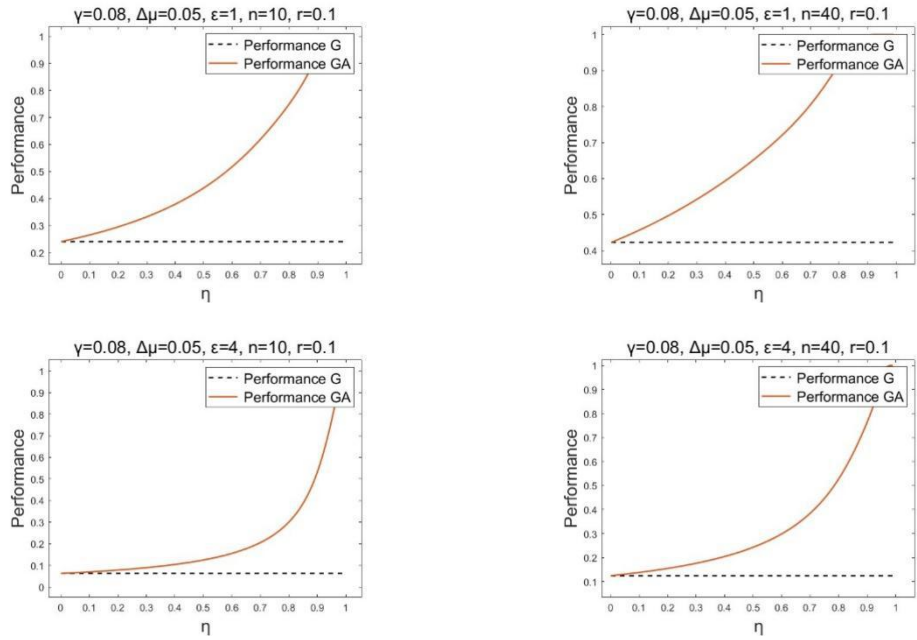 γ=0.08, Δμ=0.05, ε=1, n=10, r=0.1
Performance G
Performance GA
1
0.9
0.8
0.7
0.6
0.5
0.4
0.3
0.2
Performance
0 0.1 0.2 0.3 0.4 0.5 0.6 0.7 0.8 0.9 1
η
γ=0.08, Δμ=0.05, ε=1, n=40, r=0.1
Performance G
Performance GA
1
0.9
0.8
0.7
0.6
0.5
0.4
Performance
0 0.1 0.2 0.3 0.4 0.5 0.6 0.7 0.8 0.9 1
η
γ=0.08, Δμ=0.05, ε=4, n=10, r=0.1
Performance G
Performance GA
1
0.9
0.8
0.7
0.6
0.5
0.4
0.3
0.2
0.1
0
Performance
0 0.1 0.2 0.3 0.4 0.5 0.6 0.7 0.8 0.9 1
η
γ=0.08, Δμ=0.05, ε=4, n=40, r=0.1
Performance G
Performance GA
1
0.9
0.8
0.7
0.6
0.5
0.4
0.3
0.2
0.1
Performance
0 0.1 0.2 0.3 0.4 0.5 0.6 0.7 0.8 0.9 1
η